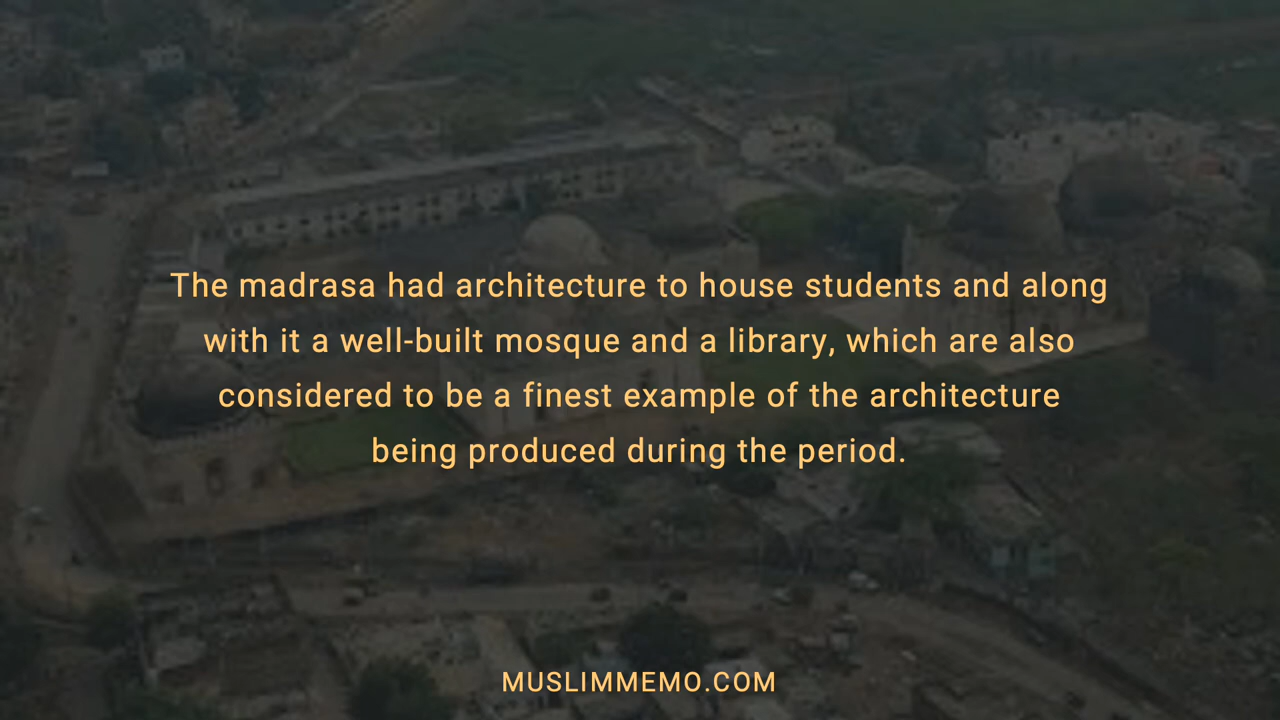 The madrasa had architecture to house students and along
with it a well-built mosque and a library, which are also
considered to be a finest example of the architecture
being produced during the period.
MUSLIMMEMO.COM